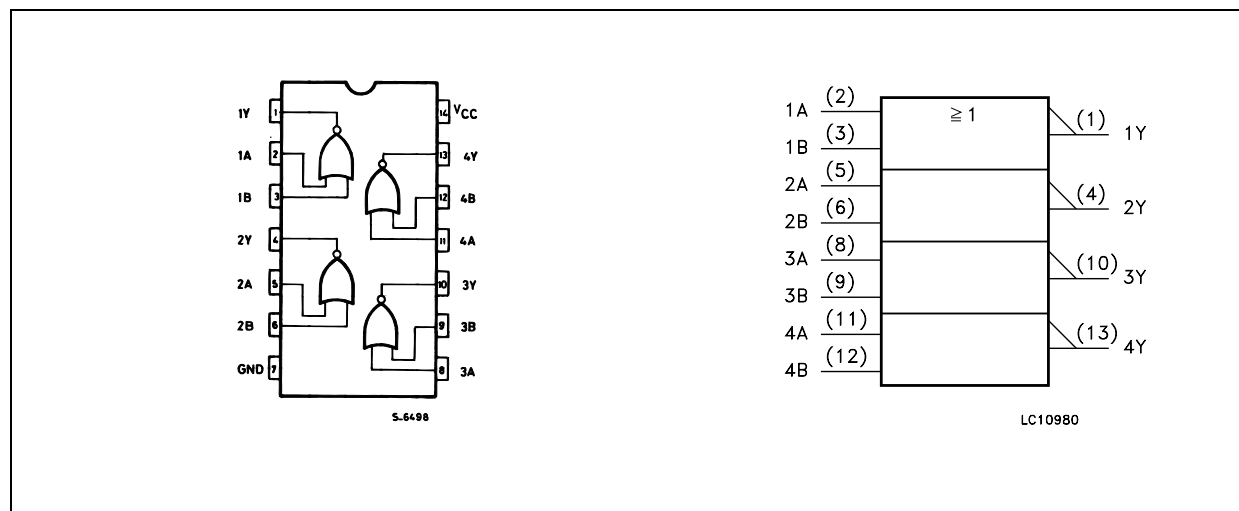 1Y 1 14 VCC
1A 2 13 4Y
1B 3 12 4B
2Y 4 11 4A
2A 5 10 3Y
2B 6 9 3B
GND 7 8 3A
S_6498
1A (2) ≧ 1 (1) 1Y
1B (3)
2A (5) (4) 2Y
2B (6)
3A (8) (10) 3Y
3B (9)
4A (11) (13) 4Y
4B (12)
LC10980